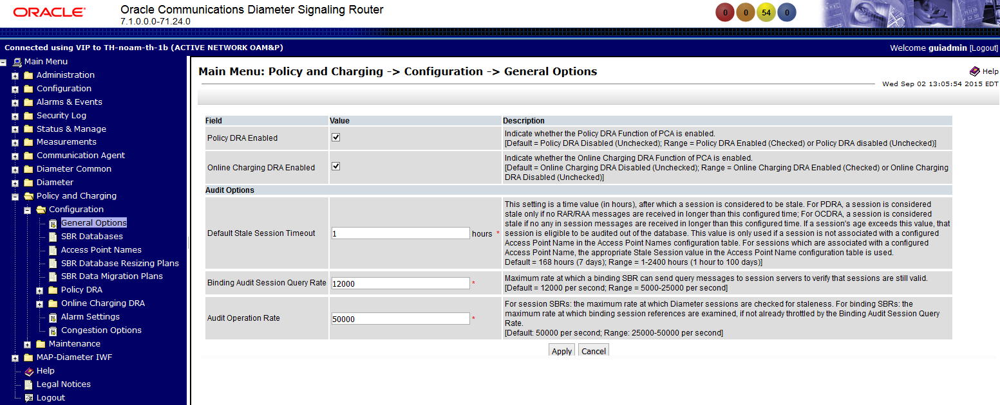 ORACLE®
Oracle Communications Diameter Signaling Router
7.1.0.0.0-71.24.0
0 0 54 0
Connected using VIP to TH-noam-th-1b (ACTIVE NETWORK OAM&P)
Welcome guiadmin [Logout]
Main Menu
Administration
Configuration
Alarms & Events
Security Log
Status & Manage
Measurements
Communication Agent
Diameter Common
Diameter
Policy and Charging
Configuration
General Options
SBR Databases
Access Point Names
SBR Database Resizing Plans
SBR Data Migration Plans
Policy DRA
Online Charging DRA
Alarm Settings
Congestion Options
Maintenance
MAP-Diameter IWF
Help
Legal Notices
Logout
Main Menu: Policy and Charging -> Configuration -> General Options
Help
Wed Sep 02 13:05:54 2015 EDT
Field Value Description
Policy DRA Enabled
Indicate whether the Policy DRA Function of PCA is enabled.
[Default = Policy DRA Disabled (Unchecked); Range = Policy DRA Enabled (Checked) or Policy DRA disabled (Unchecked)]
Online Charging DRA Enabled
Indicate whether the Online Charging DRA Function of PCA is enabled.
[Default = Online Charging DRA Disabled (Unchecked); Range = Online Charging DRA Enabled (Checked) or Online Charging
DRA Disabled (Unchecked)]
Audit Options
Default Stale Session Timeout
1 hours *
This setting is a time value (in hours), after which a session is considered to be stale. For PDRA, a session is considered
stale only if no RAR/RAA messages are received in longer than this configured time; For OCDRA, a session is considered
stale if no any in session messages are received in longer than this configured time. If a session's age exceeds this value, that
session is eligible to be audited out of the database. This value is only used if a session is not associated with a configured
Access Point Name in the Access Point Names configuration table. For sessions which are associated with a configured
Access Point Name, the appropriate Stale Session value in the Access Point Name configuration table is used.
Default = 168 hours (7 days); Range = 1-2400 hours (1 hour to 100 days)]
Binding Audit Session Query Rate
12000 *
Maximum rate at which a binding SBR can send query messages to session servers to verify that sessions are still valid.
[Default = 12000 per second; Range = 5000-25000 per second]
Audit Operation Rate
50000 *
For session SBRs: the maximum rate at which Diameter sessions are checked for staleness. For binding SBRs: the
maximum rate at which binding session references are examined, if not already throttled by the Binding Audit Session Query
Rate.
[Default: 50000 per second; Range: 25000-50000 per second]
Apply Cancel